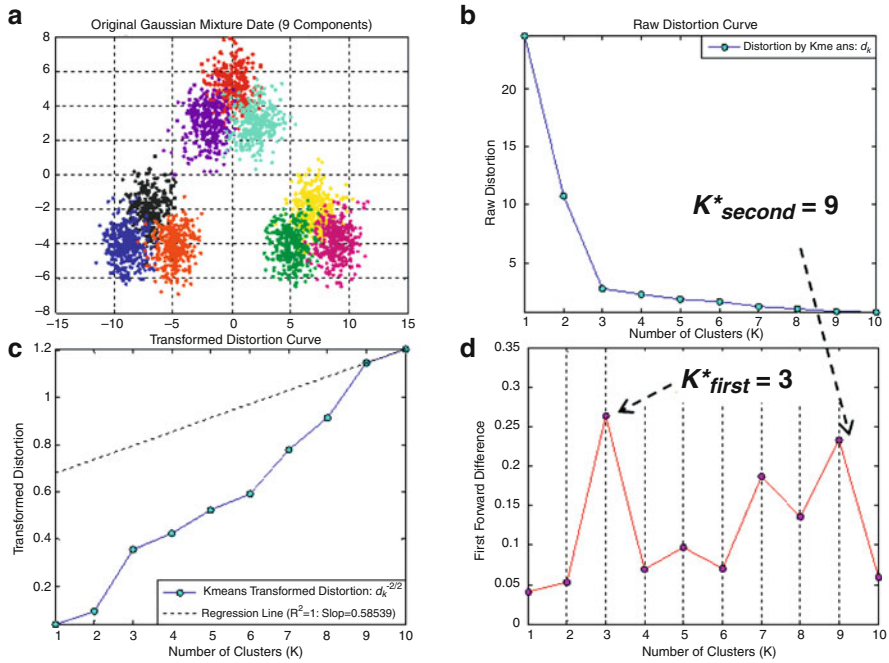 a
Original Gaussian Mixture Date (9 Components)
8
6
4
2
0
−2
−4
−6
−8
−15 −10 −5 0 5 10 15
b
Raw Distortion Curve
Distortion by Kme ans: dk
Raw Distortion
20
15
10
5
K*second = 9
1 2 3 4 5 6 7 8 9 10
Number of Clusters (K)
c
Transformed Distortion Curve
Transformed Distortion
1.2
1
0.8
0.6
0.4
0.2
Kmeans Transformed Distortion: dk-2/2
Regression Line (R2=1: Slop=0.58539)
1 2 3 4 5 6 7 8 9 10
Number of Clusters (K)
d
First Forward Difference
0.35
0.3
0.25
0.2
0.15
0.1
0.05
0
K*first = 3
1 2 3 4 5 6 7 8 9 10
Number of Clusters (K)